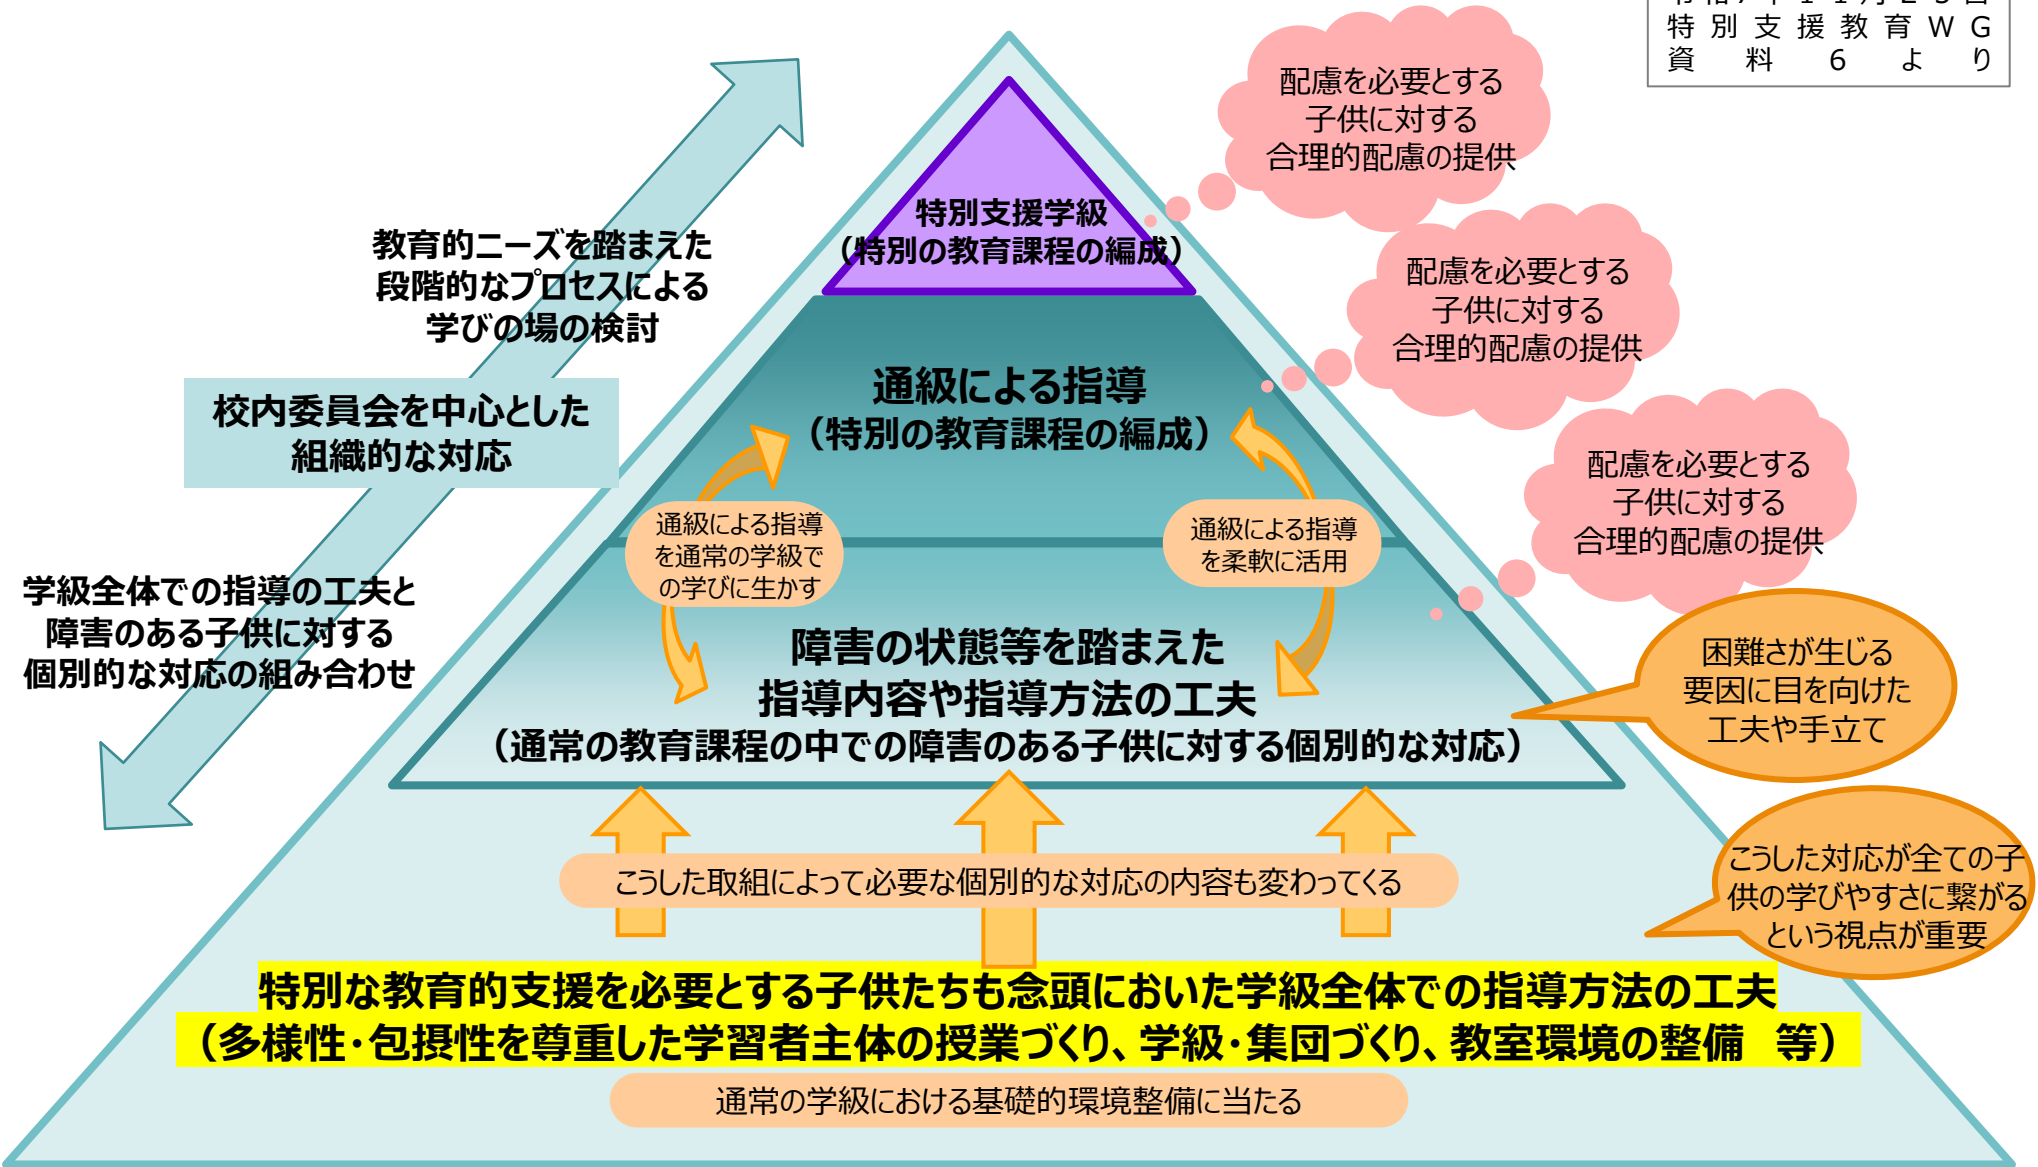 特別支援教育WG
資料6より
配慮を必要とする
子供に対する
合理的配慮の提供
特別支援学級
（特別の教育課程の編成）
教育的ニーズを踏まえた
段階的なプロセスによる
学びの場の検討
配慮を必要とする
子供に対する
合理的配慮の提供
通級による指導
（特別の教育課程の編成）
校内委員会を中心とした
組織的な対応
配慮を必要とする
子供に対する
合理的配慮の提供
通級による指導
を通常の学級で
の学びに生かす
通級による指導
を柔軟に活用
学級全体での指導の工夫と
障害のある子供に対する
個別的な対応の組み合わせ
障害の状態等を踏まえた
指導内容や指導方法の工夫
（通常の教育課程の中での障害のある子供に対する個別的な対応）
困難さが生じる
要因に目を向けた
工夫や手立て
こうした取組によって必要な個別的な対応の内容も変わってくる
こうした対応が全ての子
供の学びやすさに繋がる
という視点が重要
特別な教育的支援を必要とする子供たちも念頭においた学級全体での指導方法の工夫
（多様性・包摂性を尊重した学習者主体の授業づくり、学級・集団づくり、教室環境の整備　等）
通常の学級における基礎的環境整備に当たる